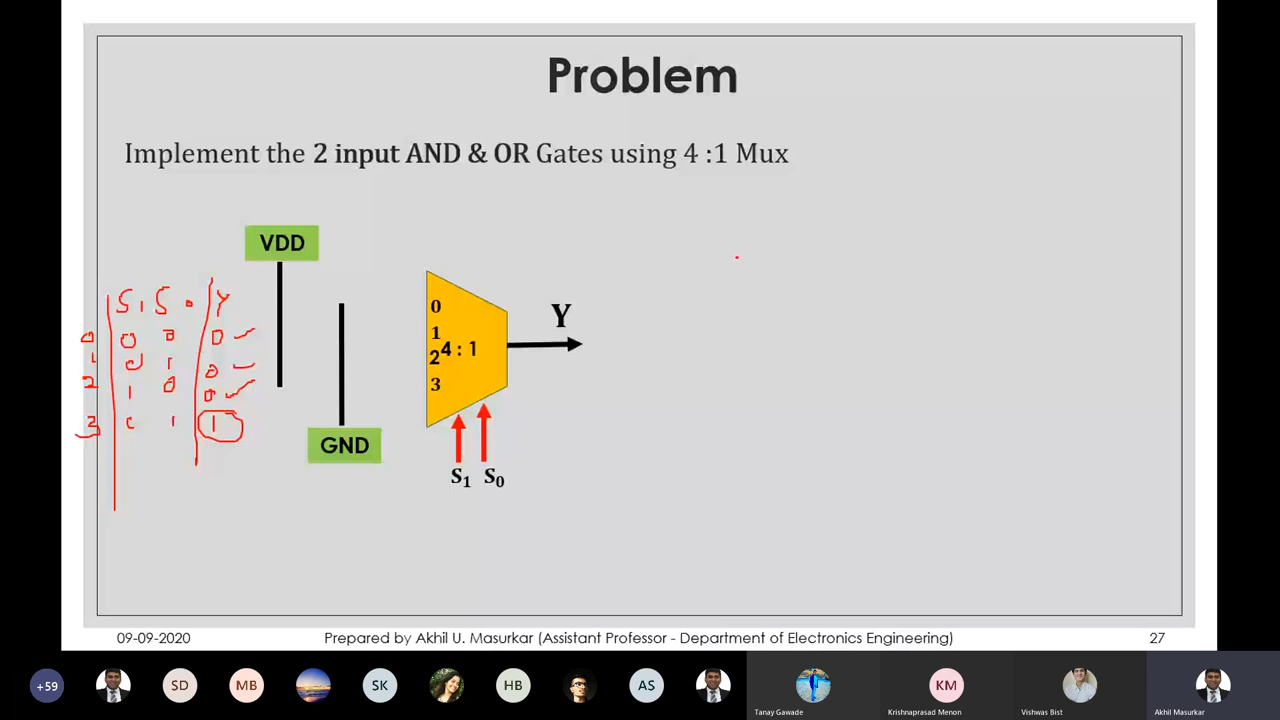 Problem
Implement the 2 input AND & OR Gates using 4 :1 Mux
VDD
S1 S0 Y
0 0 0 0
1 0 1 0
2 1 0 0
3 1 1 1
0
1
2
3
4 : 1
Y
GND
S1 S0
09-09-2020 Prepared by Akhil U. Masurkar (Assistant Professor - Department of Electronics Engineering) 27
+59 SD MB SK HB AS KM
Tanay Gawade Krishnaprasad Menon Vishwas Bist Akhil Masurkar